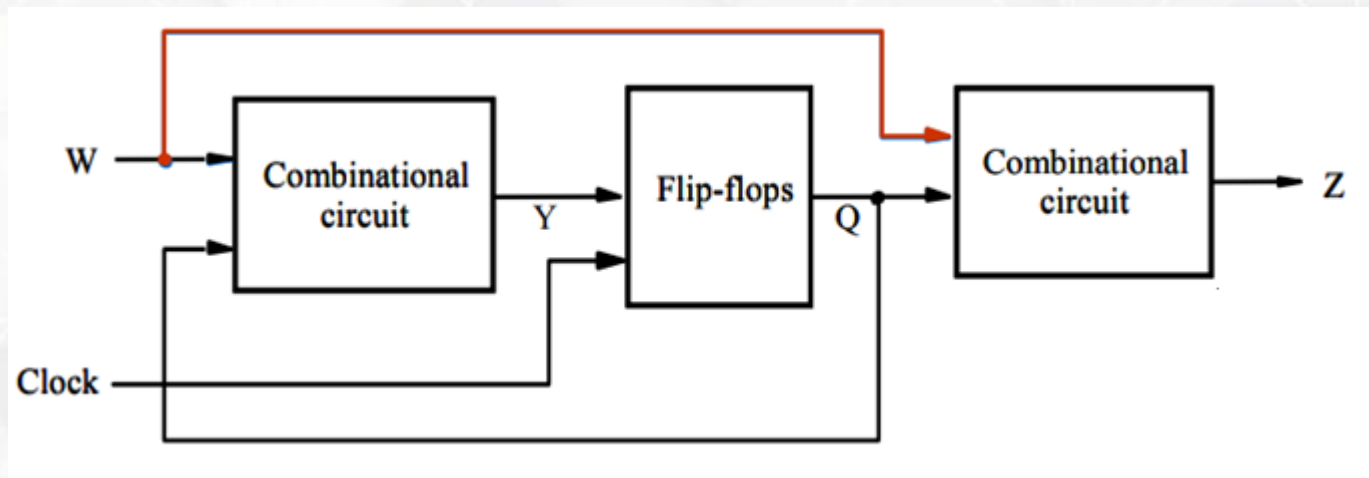 W
Combinational
circuit
Y
Flip-flops
Q
Combinational
circuit
Z
Clock